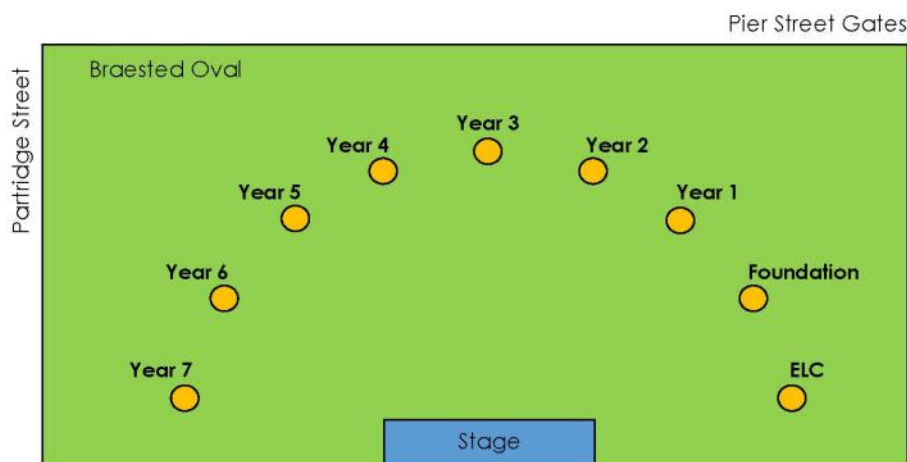 Pier Street Gates
Braested Oval
Partridge Street
Year 3
Year 4
Year 2
Year 5
Year 1
Year 6
Foundation
Year 7
ELC
Stage